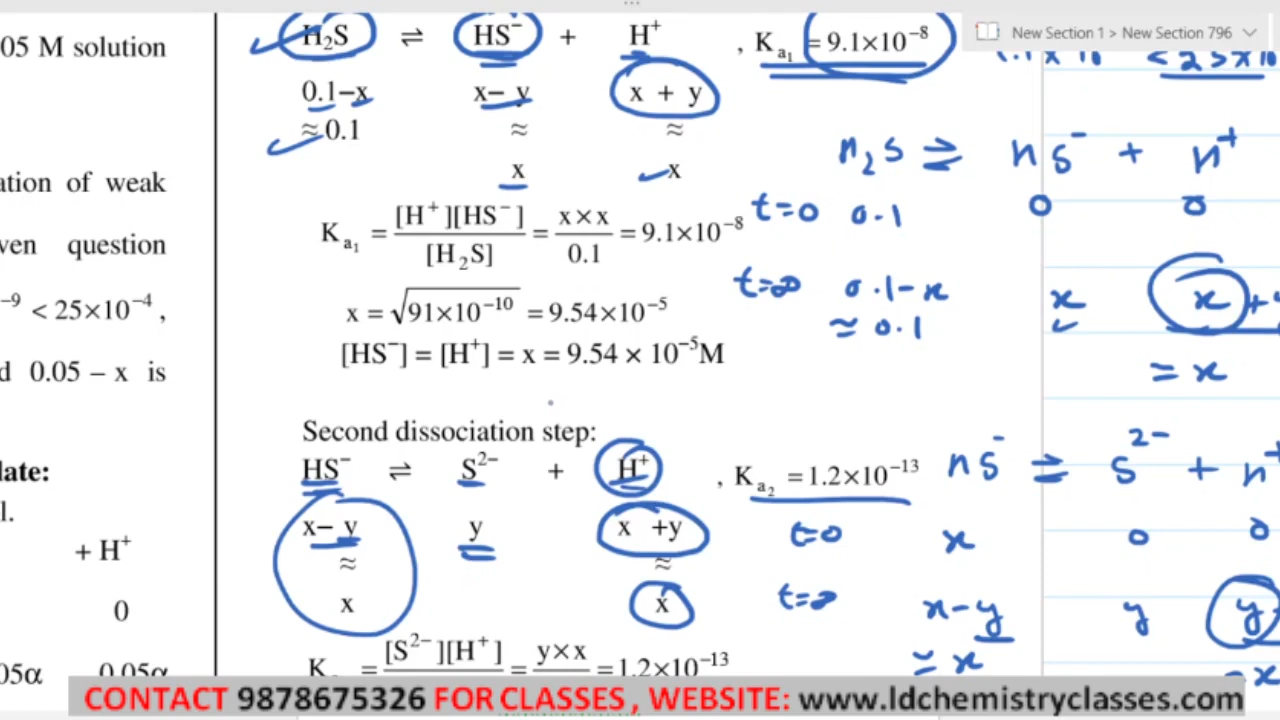 05 M solution
ation of weak
ven question
−9 < 25×10−4,
d 0.05 – x is
late:
l.
+ H+
0
05α 0.05α
H2S ⇌ HS− + H+ , Ka1 = 9.1×10−8
0.1–x x– y x + y
≈ 0.1 ≈ ≈
x x
Ka1 = [H+][HS−] / [H2S] = x×x / 0.1 = 9.1×10−8
x = √91×10−10 = 9.54×10−5
[HS−] = [H+] = x = 9.54 × 10−5M
Second dissociation step:
HS− ⇌ S2− + H+ , Ka2 = 1.2×10−13
x– y y x +y
≈ ≈
x x
K = [S2−][H+] = y×x = 1.2×10−13
New Section 1 > New Section 796
H2S ⇌ HS− + H+
t=0 0.1 0 0
t=∞ 0.1-x x x +
≈ 0.1 = x
HS− ⇌ S2− + H+
t=0 x 0 0
t=∞ x-y y y
≈ x
CONTACT 9878675326 FOR CLASSES , WEBSITE: www.ldchemistryclasses.com